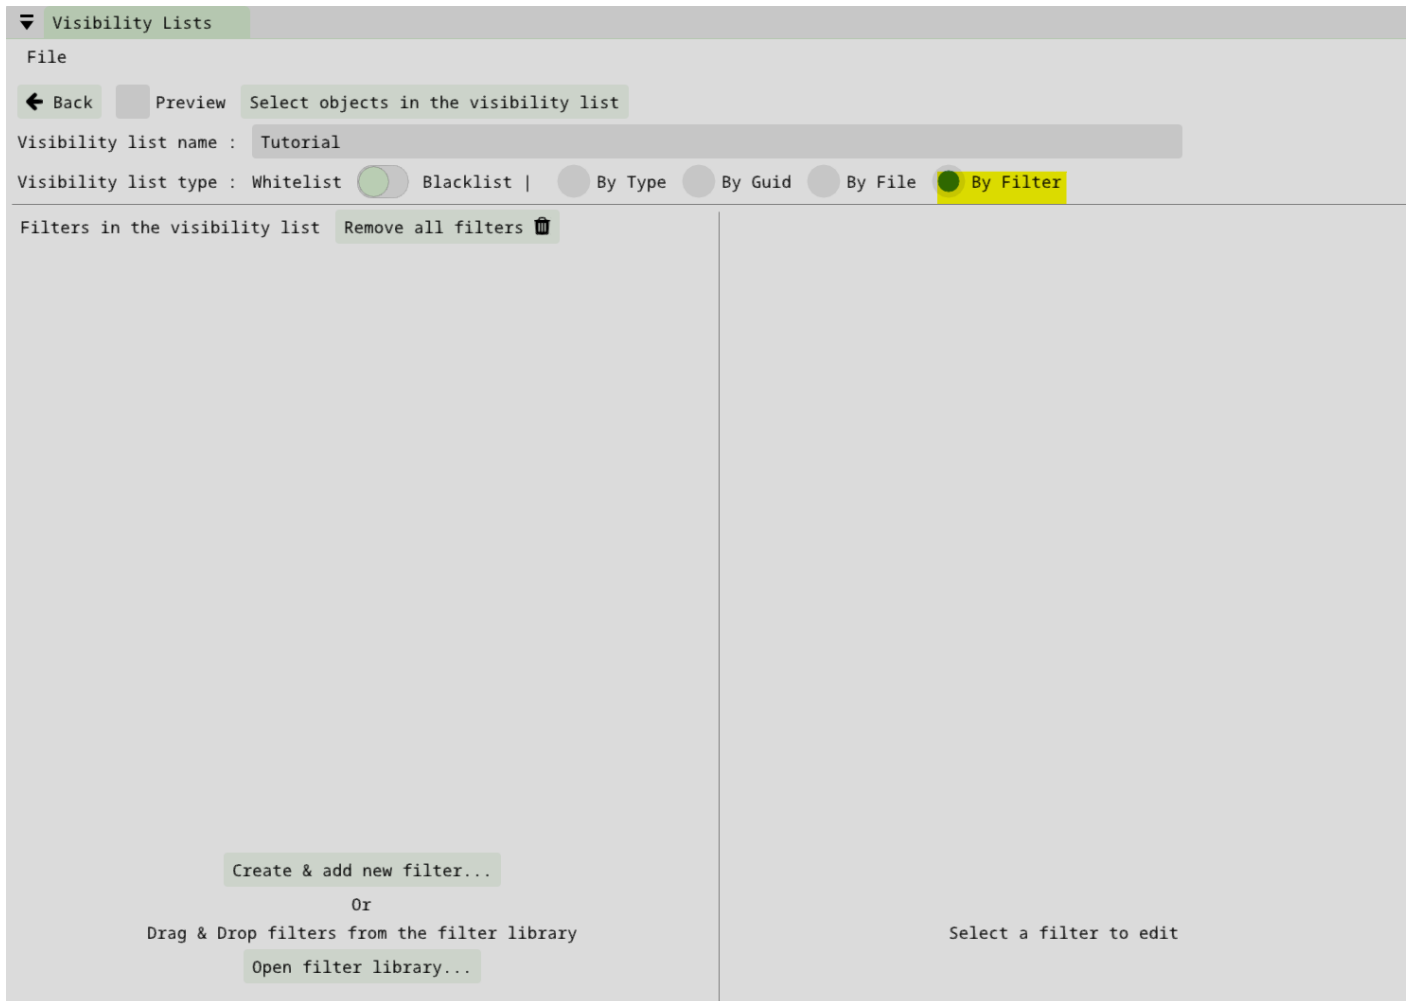 Visibility Lists
File
Back Preview Select objects in the visibility list
Visibility list name : Tutorial
Visibility list type : Whitelist Blacklist | By Type By Guid By File By Filter
Filters in the visibility list Remove all filters
Create & add new filter...
Or
Drag & Drop filters from the filter library
Open filter library...
Select a filter to edit